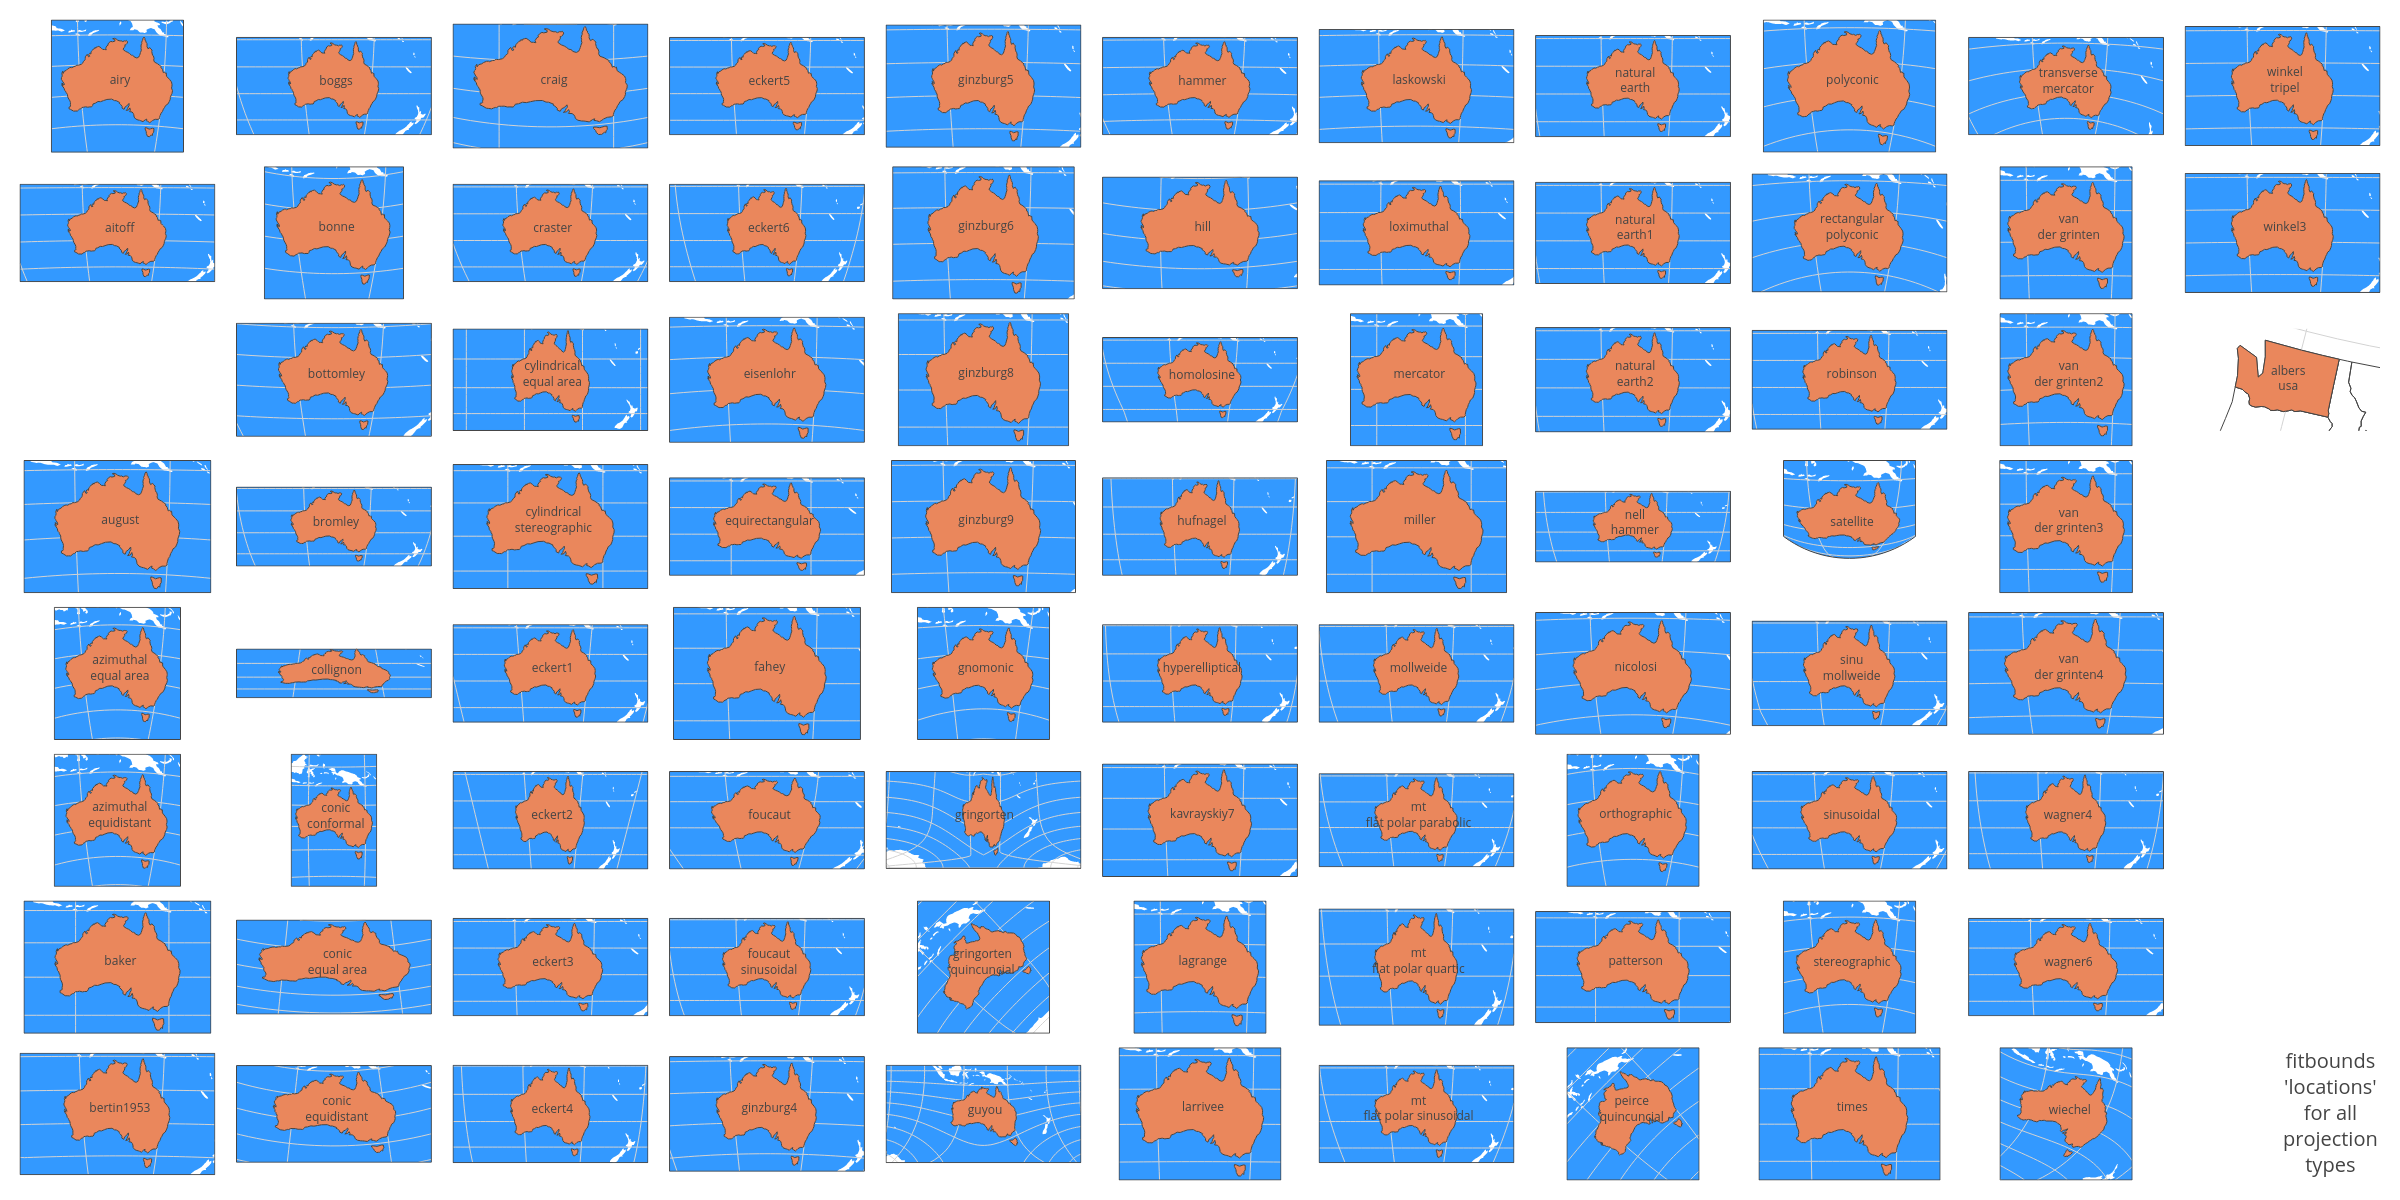 airy
boggs
craig
eckert5
ginzburg5
hammer
laskowski
natural
earth
polyconic
transverse
mercator
winkel
tripel
aitoff
bonne
craster
eckert6
ginzburg6
hill
loximuthal
natural
earth1
rectangular
polyconic
van
der grinten
winkel3
bottomley
cylindrical
equal area
eisenlohr
ginzburg8
homolosine
mercator
natural
earth2
robinson
van
der grinten2
albers
usa
august
bromley
cylindrical
stereographic
equirectangular
ginzburg9
hufnagel
miller
nell
hammer
satellite
van
der grinten3
azimuthal
equal area
collignon
eckert1
fahey
gnomonic
hyperelliptical
mollweide
nicolosi
sinu
mollweide
van
der grinten4
azimuthal
equidistant
conic
conformal
eckert2
foucaut
gringorten
kavrayskiy7
mt
flat polar parabolic
orthographic
sinusoidal
wagner4
baker
conic
equal area
eckert3
foucaut
sinusoidal
gringorten
quincuncial
lagrange
mt
flat polar quartic
patterson
stereographic
wagner6
bertin1953
conic
equidistant
eckert4
ginzburg4
guyou
larrivee
mt
flat polar sinusoidal
peirce
quincuncial
times
wiechel
fitbounds
'locations'
for all
projection
types